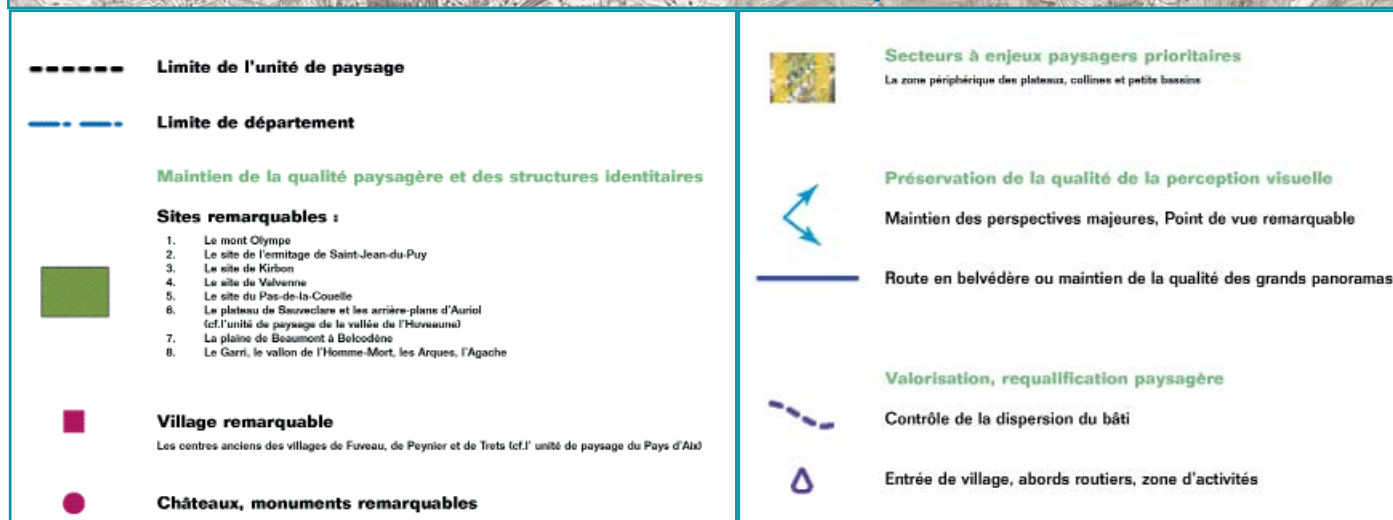 Limite de l'unité de paysage
Limite de département
Maintien de la qualité paysagère et des structures identitaires
Sites remarquables :
1. Le mont Olympe
2. Le site de l'ermitage de Saint-Jean-du-Puy
3. Le site de Kirbon
4. Le site de Valvenne
5. Le site du Pas-de-la-Couelle
6. Le plateau de Sauveclare et les arrière-plans d'Auriol
(cf.l'unité de paysage de la vallée de l'Huveaune)
7. La plaine de Beaumont à Belcodène
8. Le Garri, le vallon de l'Homme-Mort, les Arques, l'Agache
Village remarquable
Les centres anciens des villages de Fuveau, de Peynier et de Trets (cf.l' unité de paysage du Pays d'Aix)
Châteaux, monuments remarquables
Secteurs à enjeux paysagers prioritaires
La zone périphérique des plateaux, collines et petits bassins
Préservation de la qualité de la perception visuelle
Maintien des perspectives majeures, Point de vue remarquable
Route en belvédère ou maintien de la qualité des grands panoramas
Valorisation, requalification paysagère
Contrôle de la dispersion du bâti
Entrée de village, abords routiers, zone d'activités